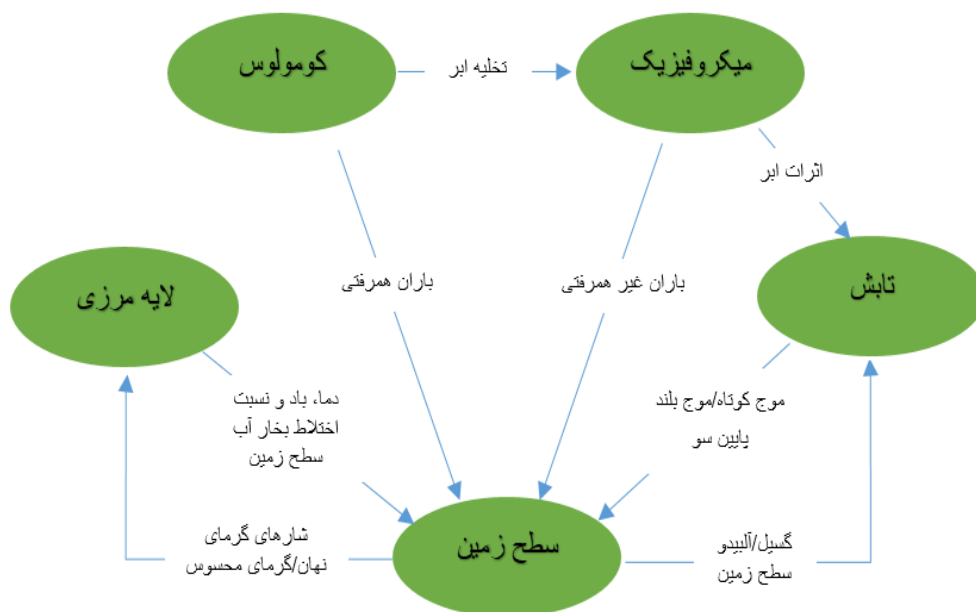 کومولوس
تخلیه ابر
میکروفیزیک
اثرات ابر
باران همرفتی
باران غیر همرفتی
لایه مرزی
تابش
دما، باد و نسبت
اختلاط بخار آب
سطح زمین
موج کوتاه/موج بلند
پایین سو
شارهای گرمای
نهان/گرمای محسوس
سطح زمین
گسیل/آلبیدو
سطح زمین